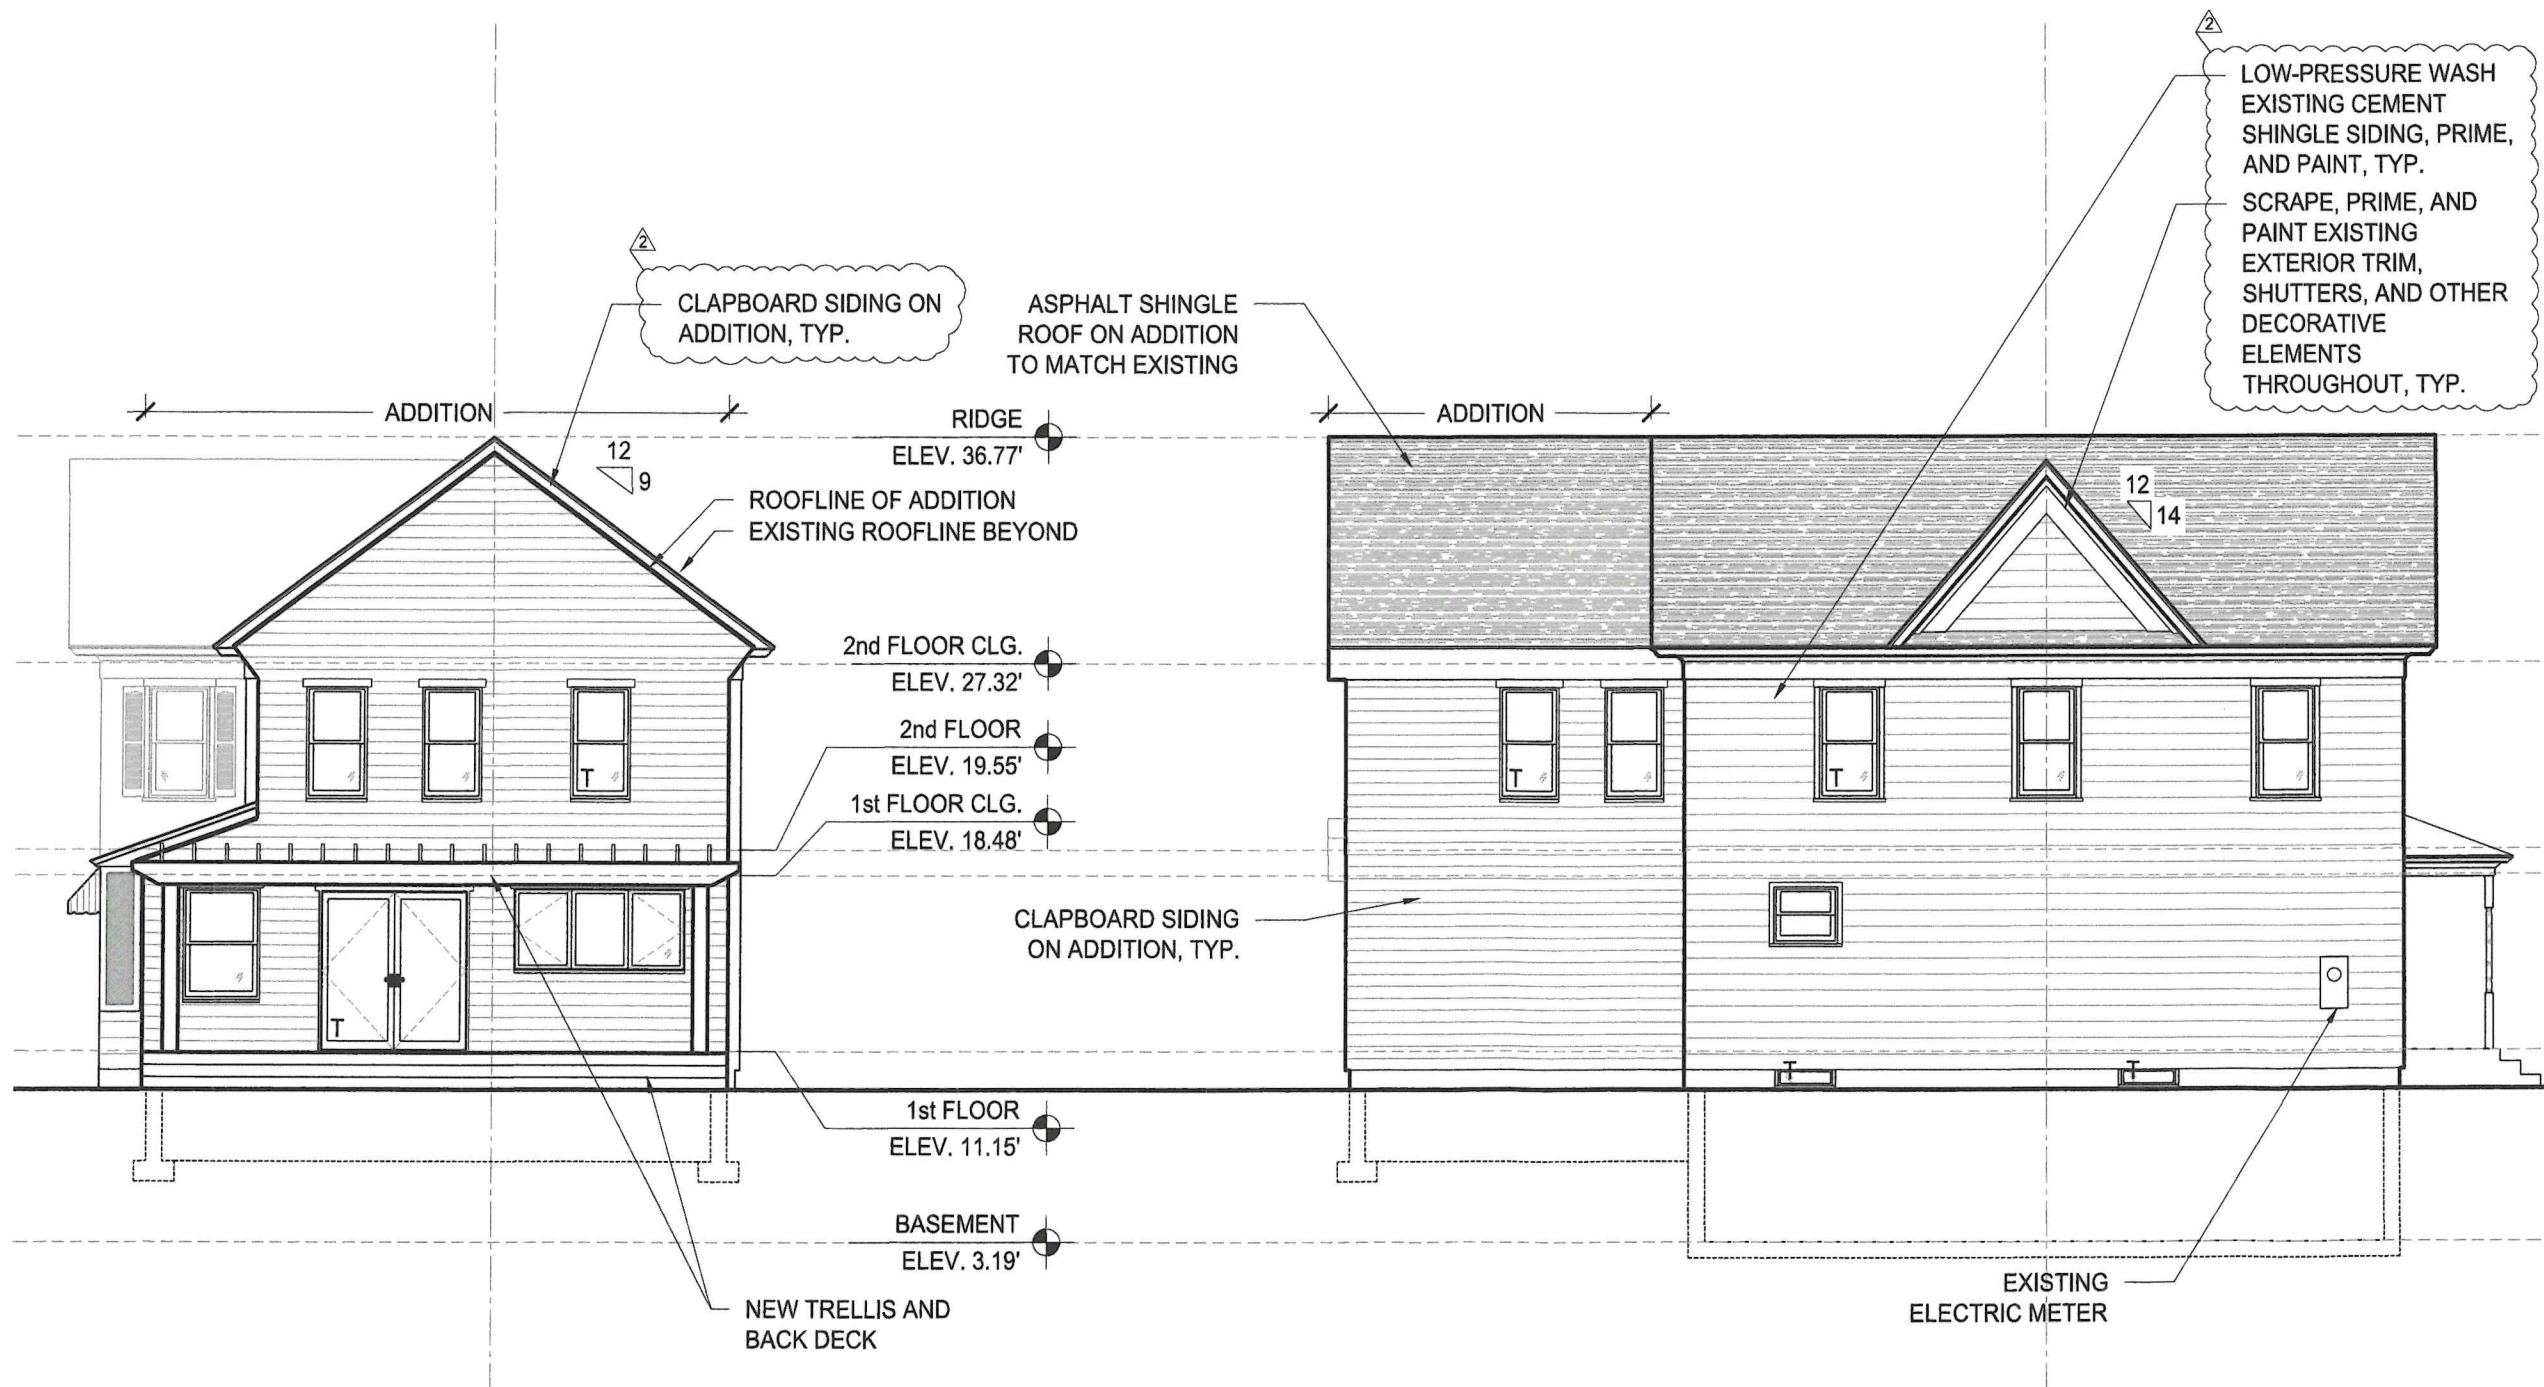 2
LOW-PRESSURE WASH
EXISTING CEMENT
SHINGLE SIDING, PRIME,
AND PAINT, TYP.
SCRAPE, PRIME, AND
PAINT EXISTING
EXTERIOR TRIM,
SHUTTERS, AND OTHER
DECORATIVE
ELEMENTS
THROUGHOUT, TYP.
2
CLAPBOARD SIDING ON
ADDITION, TYP.
ASPHALT SHINGLE
ROOF ON ADDITION
TO MATCH EXISTING
ADDITION
ADDITION
RIDGE
ELEV. 36.77'
12
9
12
14
ROOFLINE OF ADDITION
EXISTING ROOFLINE BEYOND
2nd FLOOR CLG.
ELEV. 27.32'
2nd FLOOR
ELEV. 19.55'
1st FLOOR CLG.
ELEV. 18.48'
T
T
T
CLAPBOARD SIDING
ON ADDITION, TYP.
T
T
T
1st FLOOR
ELEV. 11.15'
BASEMENT
ELEV. 3.19'
NEW TRELLIS AND
BACK DECK
EXISTING
ELECTRIC METER